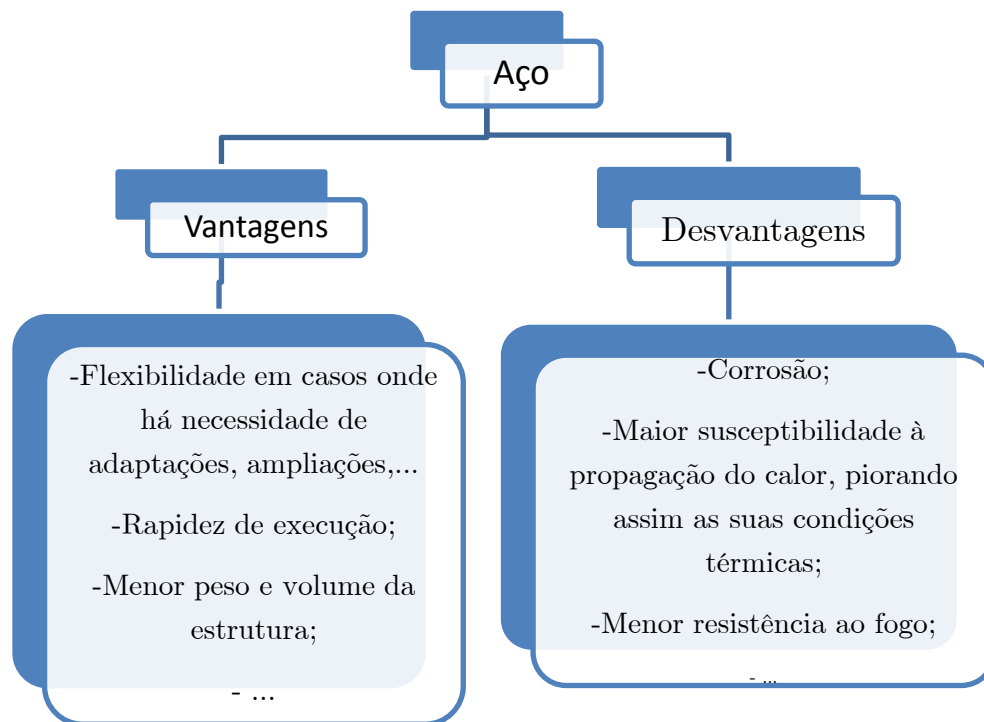 Aço
Vantagens
-Flexibilidade em casos onde
há necessidade de
adaptações, ampliações,...
-Rapidez de execução;
-Menor peso e volume da
estrutura;
- ...
Desvantagens
-Corrosão;
-Maior susceptibilidade à
propagação do calor, piorando
assim as suas condições
térmicas;
-Menor resistência ao fogo;
- ...